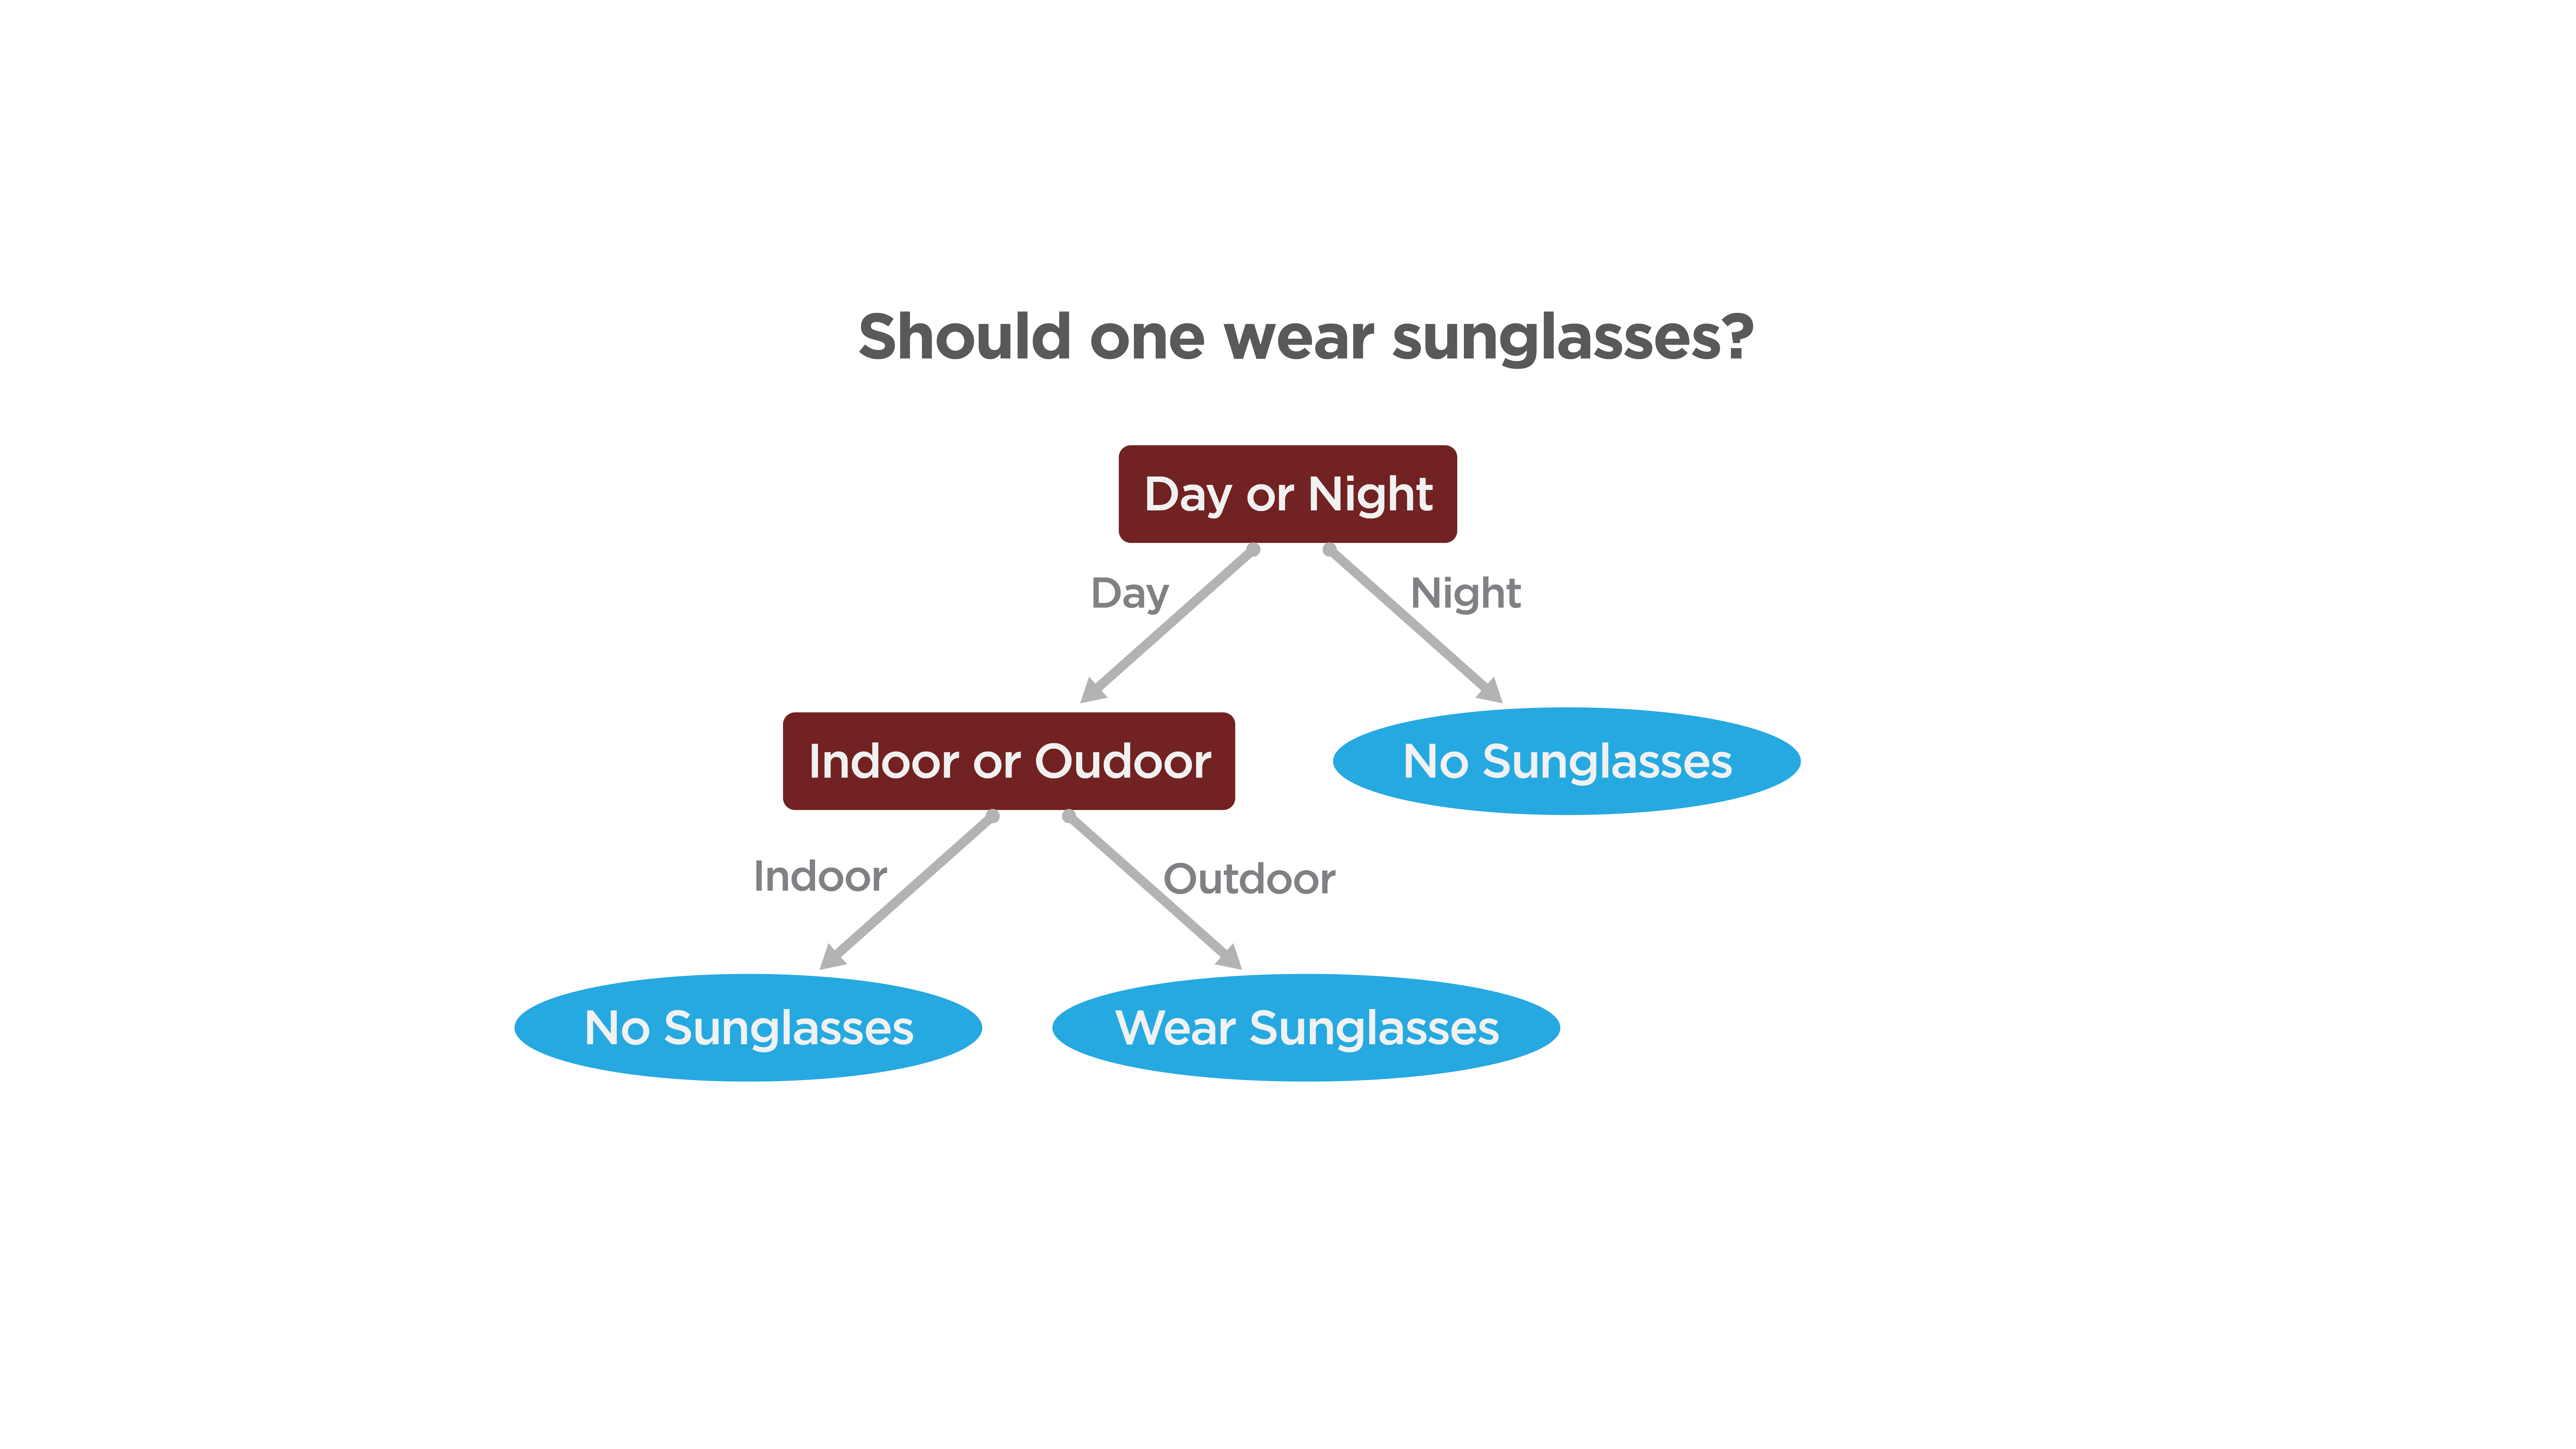 Should one wear sunglasses?
Day or Night
Day
Night
Indoor or Oudoor
No Sunglasses
Indoor
Outdoor
No Sunglasses
Wear Sunglasses